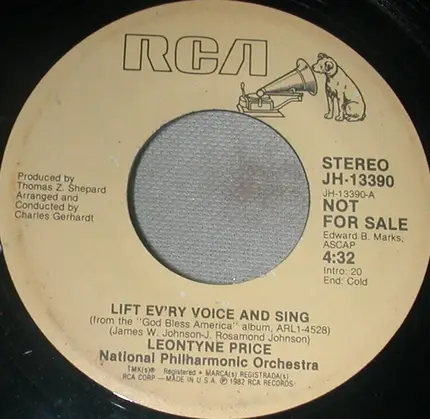 RCA
STEREO
JH-13390
JH-13390-A
NOT
FOR SALE
Edward B. Marks,
ASCAP
4:32
Intro: 20
End: Cold
Produced by
Thomas Z. Shepard
Arranged and
Conducted by
Charles Gerhardt
LIFT EV'RY VOICE AND SING
(from the "God Bless America" album, ARL1-4528)
(James W. Johnson-J. Rosamond Johnson)
LEONTYNE PRICE
National Philharmonic Orchestra
TMK(s) ® Registered • MARCA(s) REGISTRADA(s)
RCA CORP — MADE IN U.S.A. ℗ 1982 RCA RECORDS